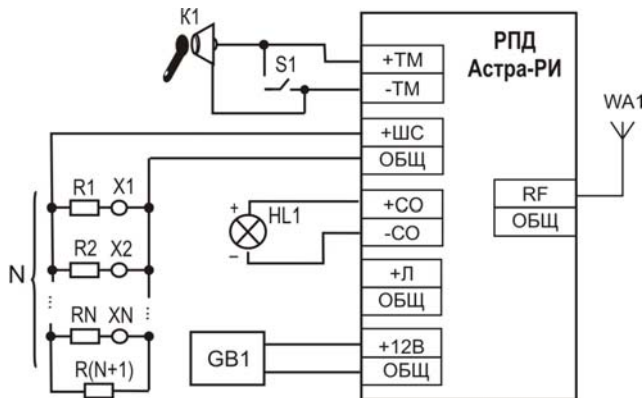 K1
S1
РПД
Астра-РИ
+ТМ
-ТМ
WA1
+ШС
ОБЩ
R1 X1
R2 X2
N
...
...
RN XN
R(N+1)
+
HL1
–
+СО
-СО
RF
ОБЩ
+Л
ОБЩ
GB1
+12В
ОБЩ